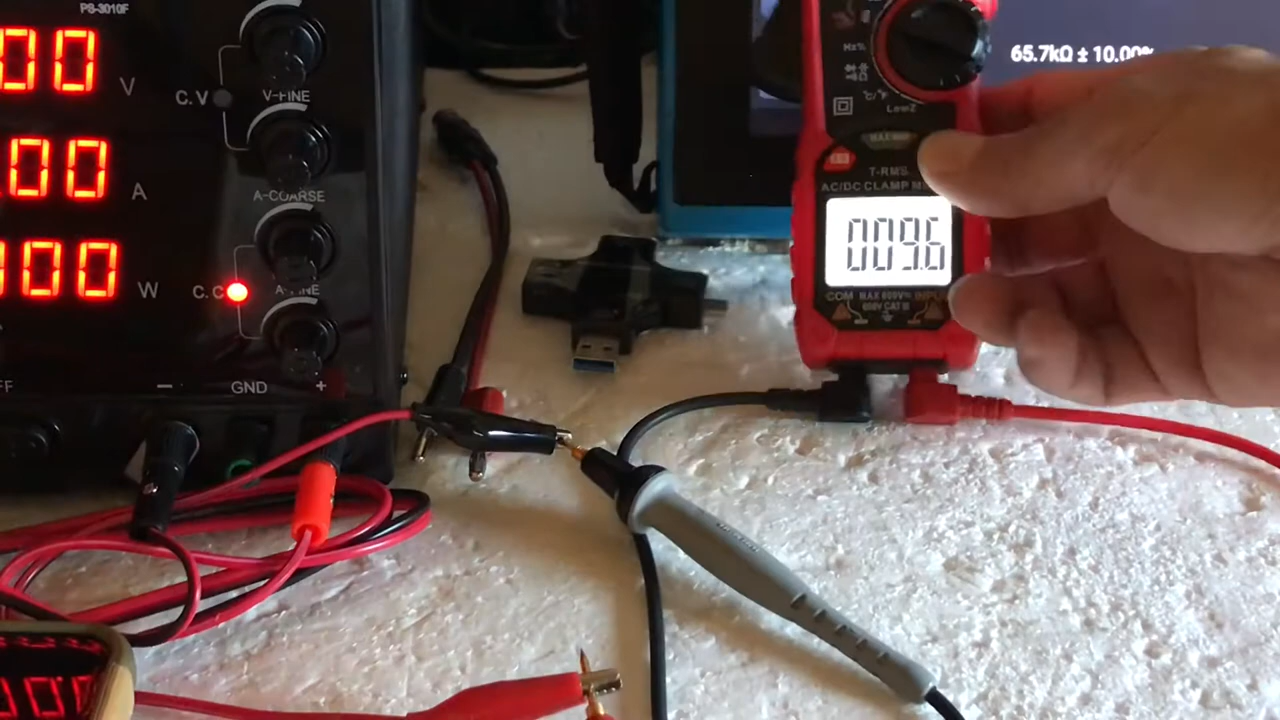 PS-3010F
00 V
C.V
V-FINE
00 A
A-COARSE
00 W
C.C
A-FINE
FF
− GND +
65.7kΩ ± 10.00%
Hz%
°C/°F
LowZ
T-RMS
AC/DC CLAMP ME
009.6
COM MAX 600V INPUT
600V CAT III